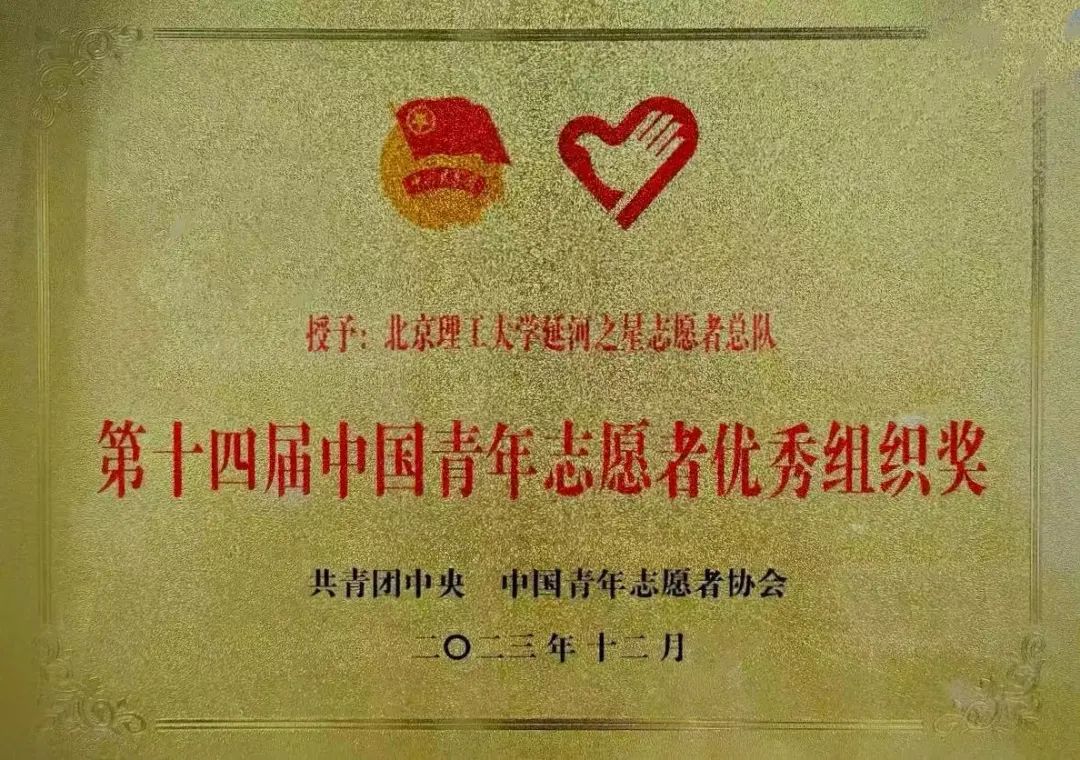 授予：北京理工大学延河之星志愿者总队
第十四届中国青年志愿者优秀组织奖
共青团中央 中国青年志愿者协会
二〇二三年十二月